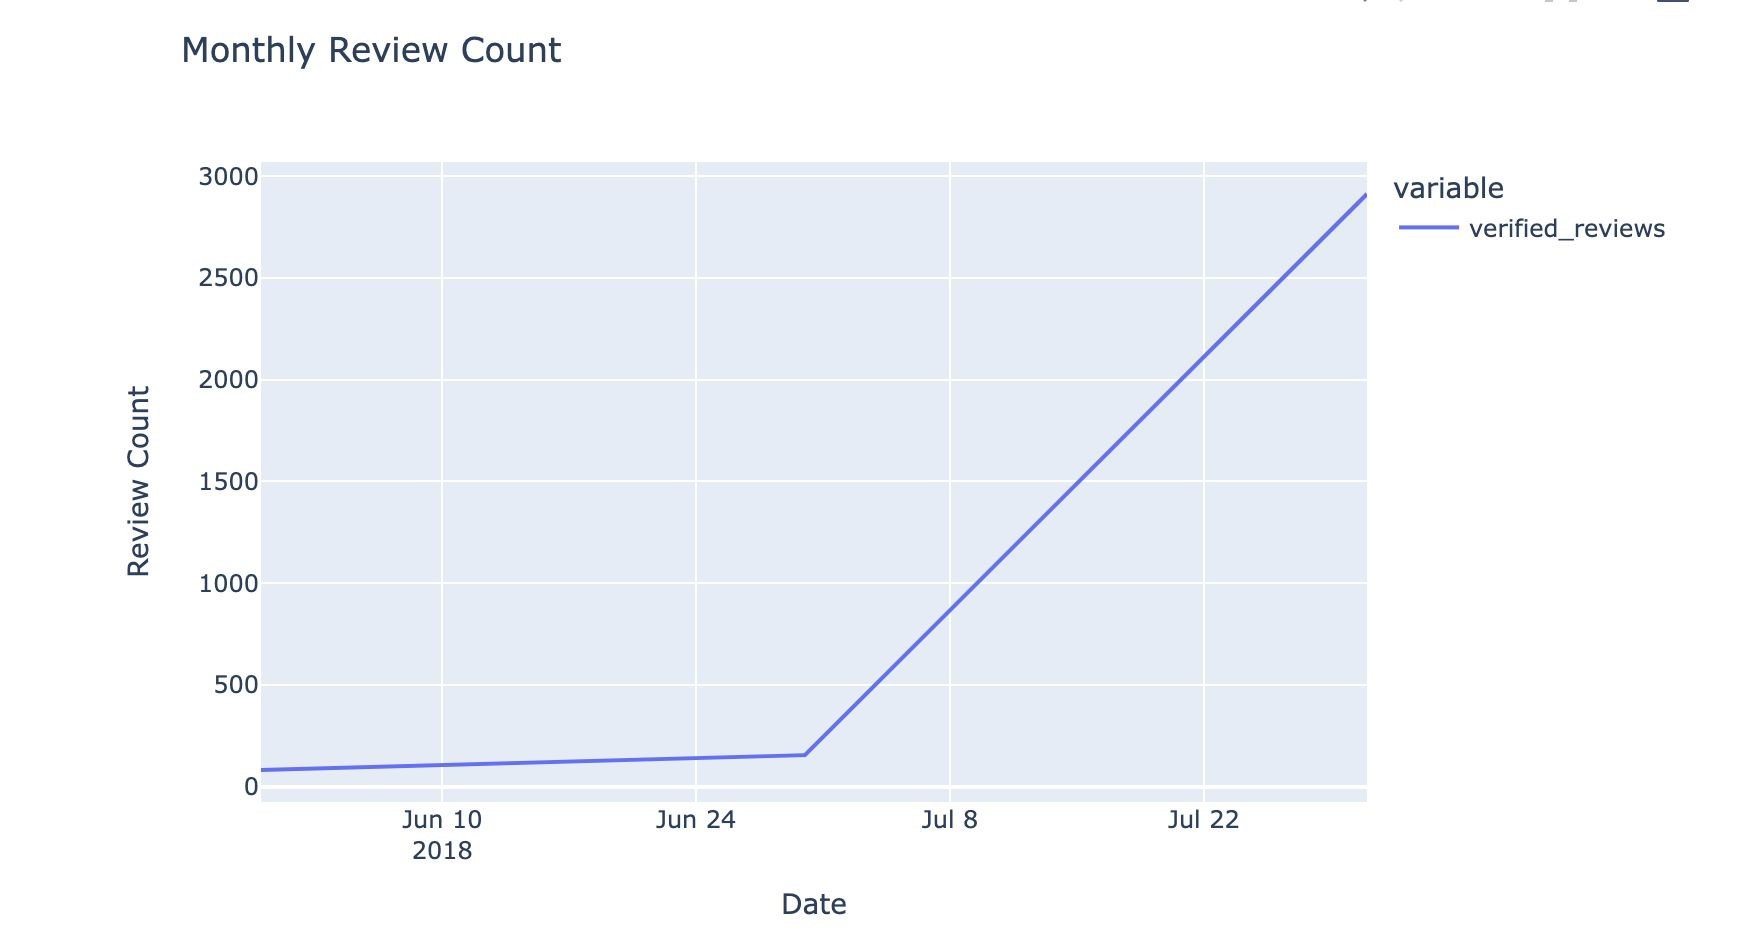 Monthly Review Count
3000
2500
2000
1500
1000
500
0
Review Count
Jun 10
2018
Jun 24
Jul 8
Jul 22
Date
variable
verified_reviews